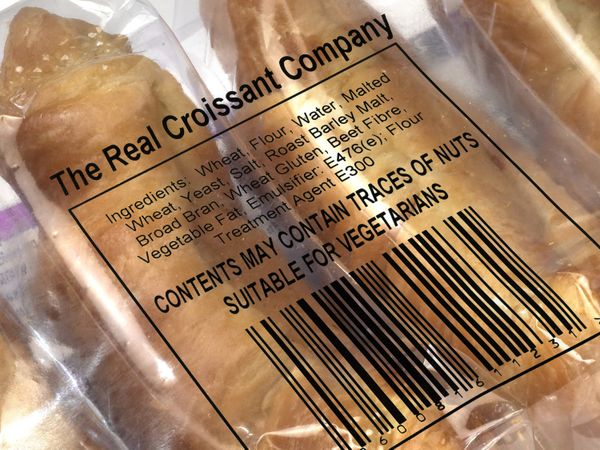 The Real Croissant Company
Ingredients: Wheat, Flour, Water, Malted
Wheat, Yeast, Salt, Roast Barley Malt,
Broad Bran, Wheat Gluten, Beet Fibre,
Vegetable Fat, Emulsifier: E476(e); Flour
Treatment Agent E300
CONTENTS MAY CONTAIN TRACES OF NUTS
SUITABLE FOR VEGETARIANS